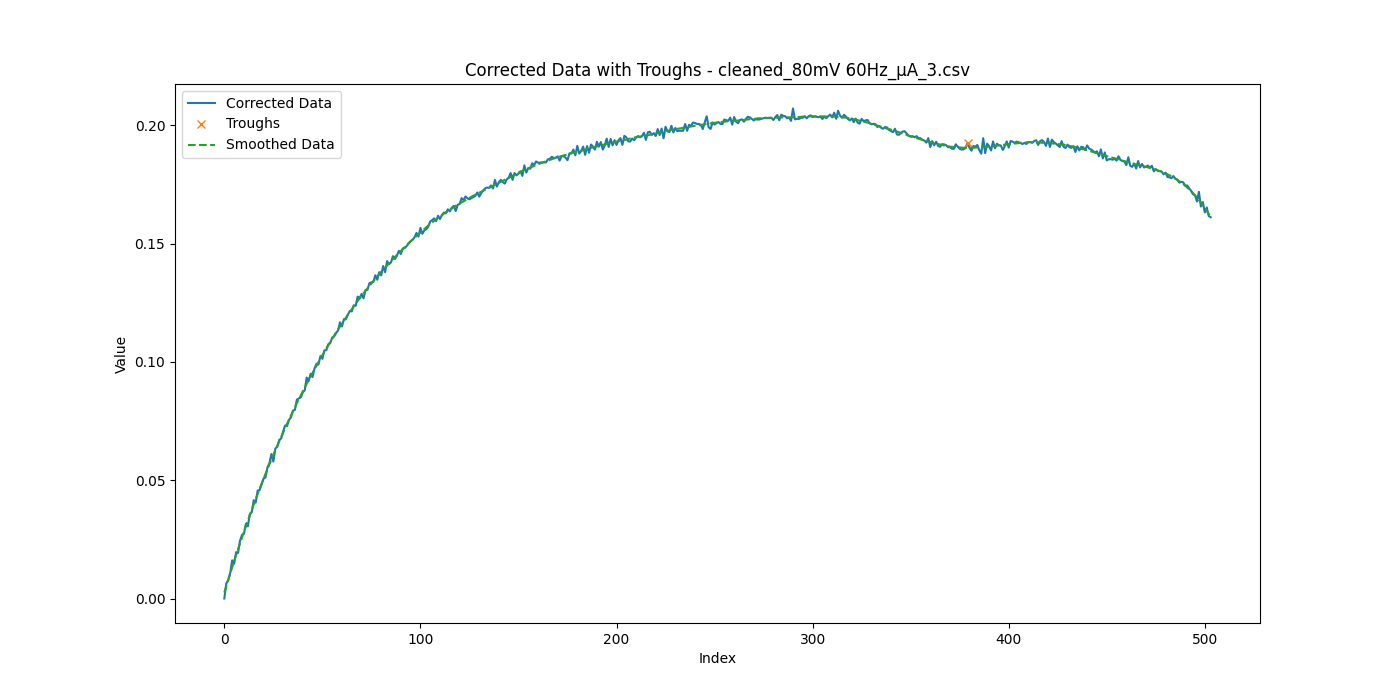 Corrected Data with Troughs - cleaned_80mV 60Hz_µA_3.csv
Corrected Data
Troughs
Smoothed Data
Value
0.20
0.15
0.10
0.05
0.00
0 100 200 300 400 500
Index